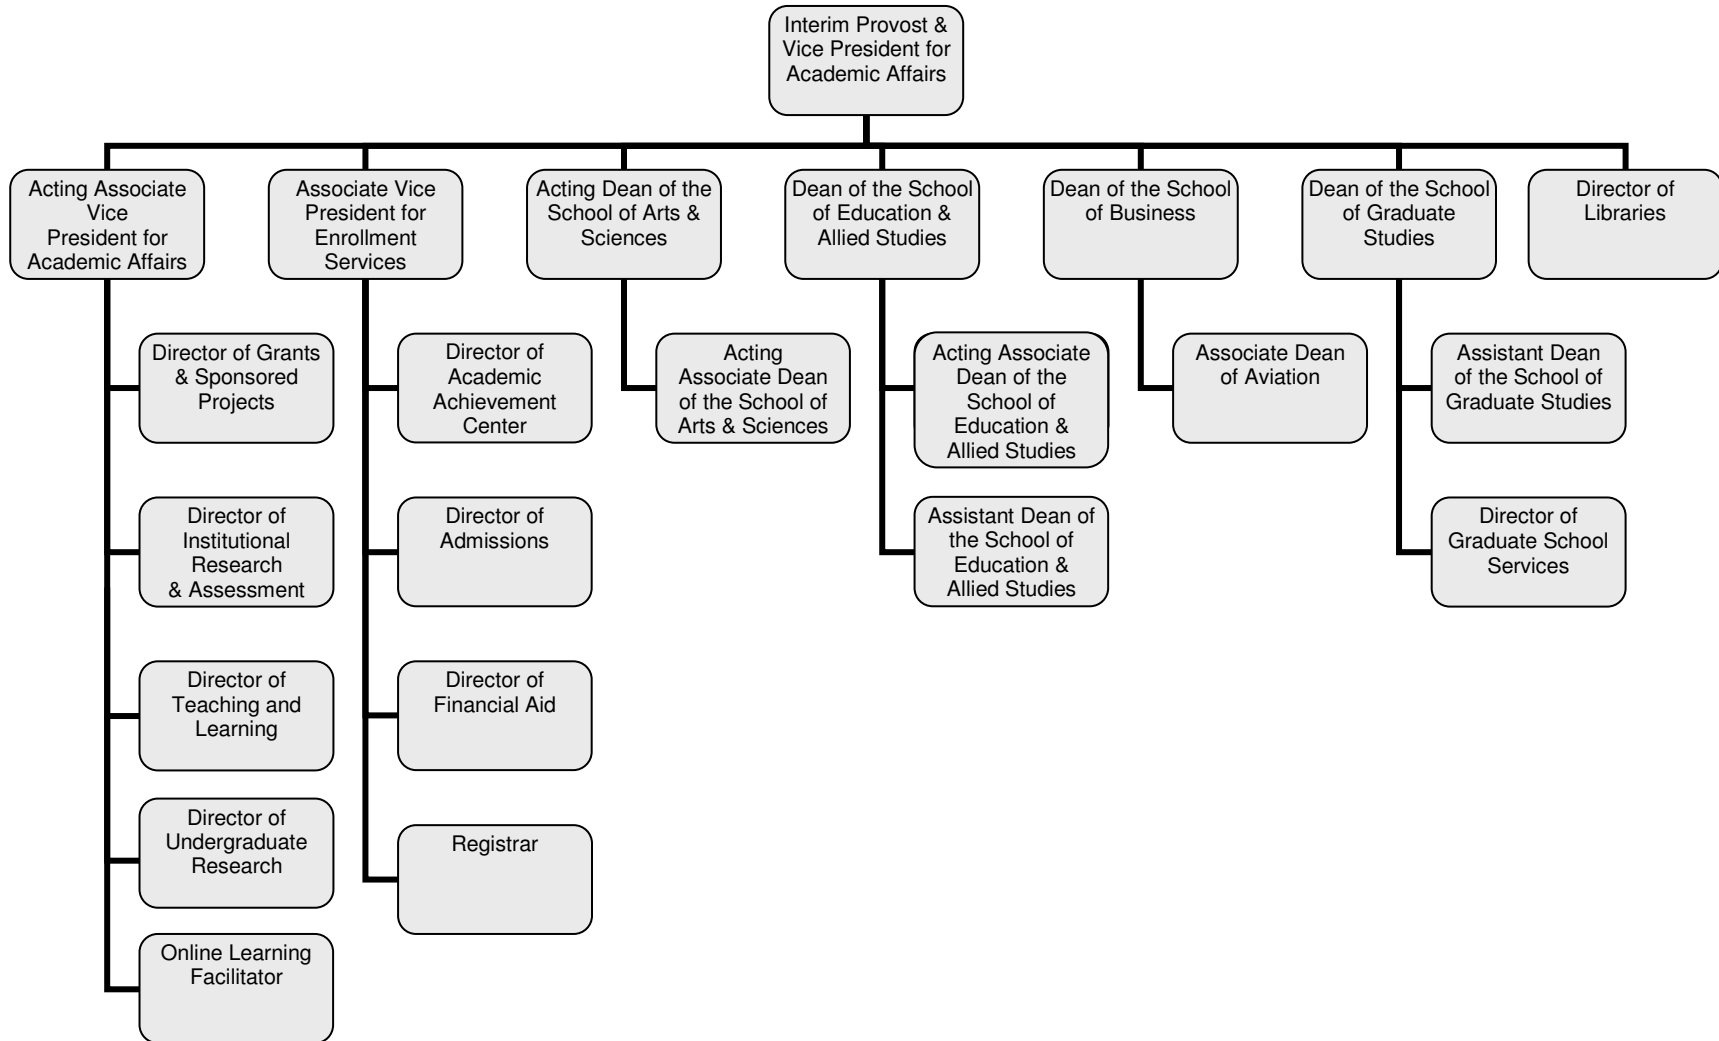 Interim Provost &
Vice President for
Academic Affairs
Acting Associate
Vice
President for
Academic Affairs
Associate Vice
President for
Enrollment
Services
Acting Dean of the
School of Arts &
Sciences
Dean of the School
of Education &
Allied Studies
Dean of the School
of Business
Dean of the School
of Graduate
Studies
Director of
Libraries
Director of Grants
& Sponsored
Projects
Director of
Academic
Achievement
Center
Acting
Associate Dean
of the School of
Arts & Sciences
Acting Associate
Dean of the
School of
Education &
Allied Studies
Associate Dean
of Aviation
Assistant Dean
of the School of
Graduate Studies
Director of
Institutional
Research
& Assessment
Director of
Admissions
Assistant Dean of
the School of
Education &
Allied Studies
Director of
Graduate School
Services
Director of
Teaching and
Learning
Director of
Financial Aid
Director of
Undergraduate
Research
Registrar
Online Learning
Facilitator